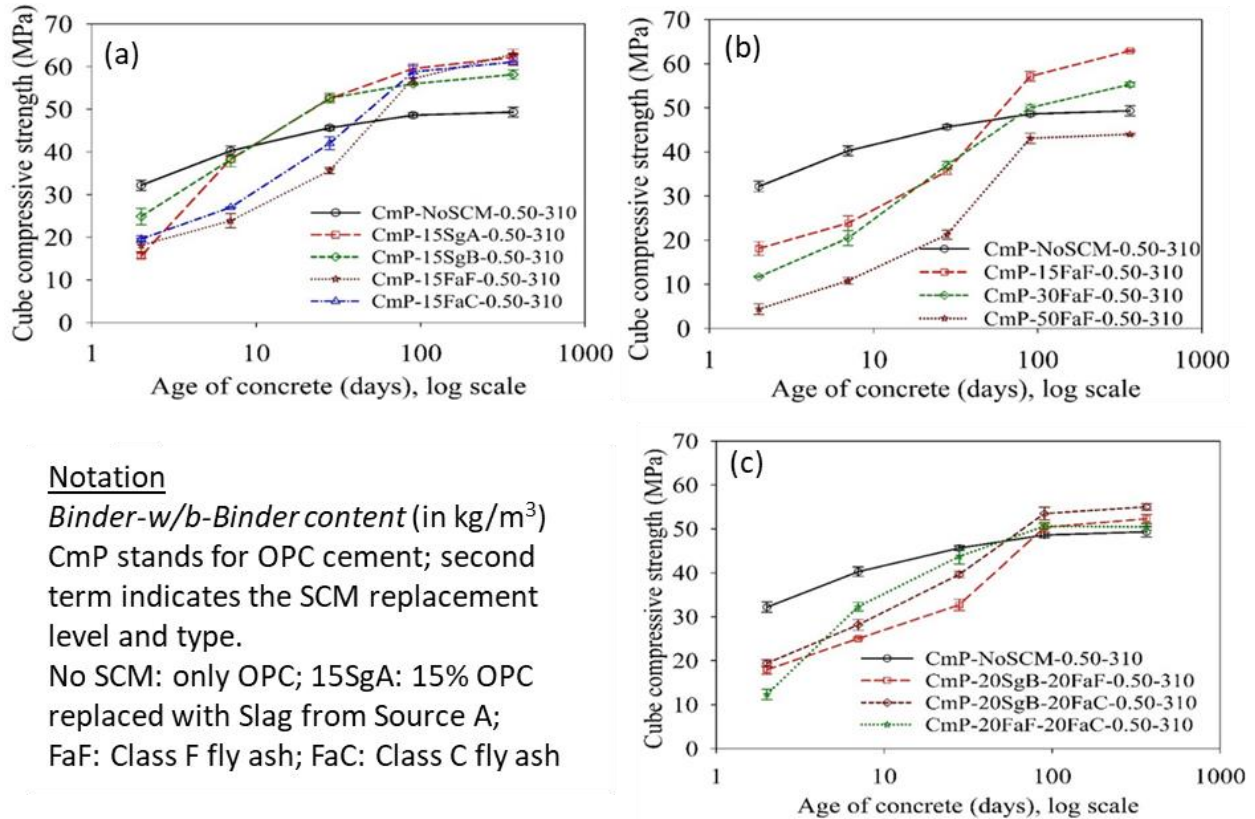 (a)
Cube compressive strength (MPa)
70
60
50
40
30
20
10
0
CmP-NoSCM-0.50-310
CmP-15SgA-0.50-310
CmP-15SgB-0.50-310
CmP-15FaF-0.50-310
CmP-15FaC-0.50-310
1 10 100 1000
Age of concrete (days), log scale
(b)
Cube compressive strength (MPa)
70
60
50
40
30
20
10
0
CmP-NoSCM-0.50-310
CmP-15FaF-0.50-310
CmP-30FaF-0.50-310
CmP-50FaF-0.50-310
1 10 100 1000
Age of concrete (days), log scale
Notation
Binder-w/b-Binder content (in kg/m³)
CmP stands for OPC cement; second
term indicates the SCM replacement
level and type.
No SCM: only OPC; 15SgA: 15% OPC
replaced with Slag from Source A;
FaF: Class F fly ash; FaC: Class C fly ash
(c)
Cube compressive strength (MPa)
70
60
50
40
30
20
10
0
CmP-NoSCM-0.50-310
CmP-20SgB-20FaF-0.50-310
CmP-20SgB-20FaC-0.50-310
CmP-20FaF-20FaC-0.50-310
1 10 100 1000
Age of concrete (days), log scale